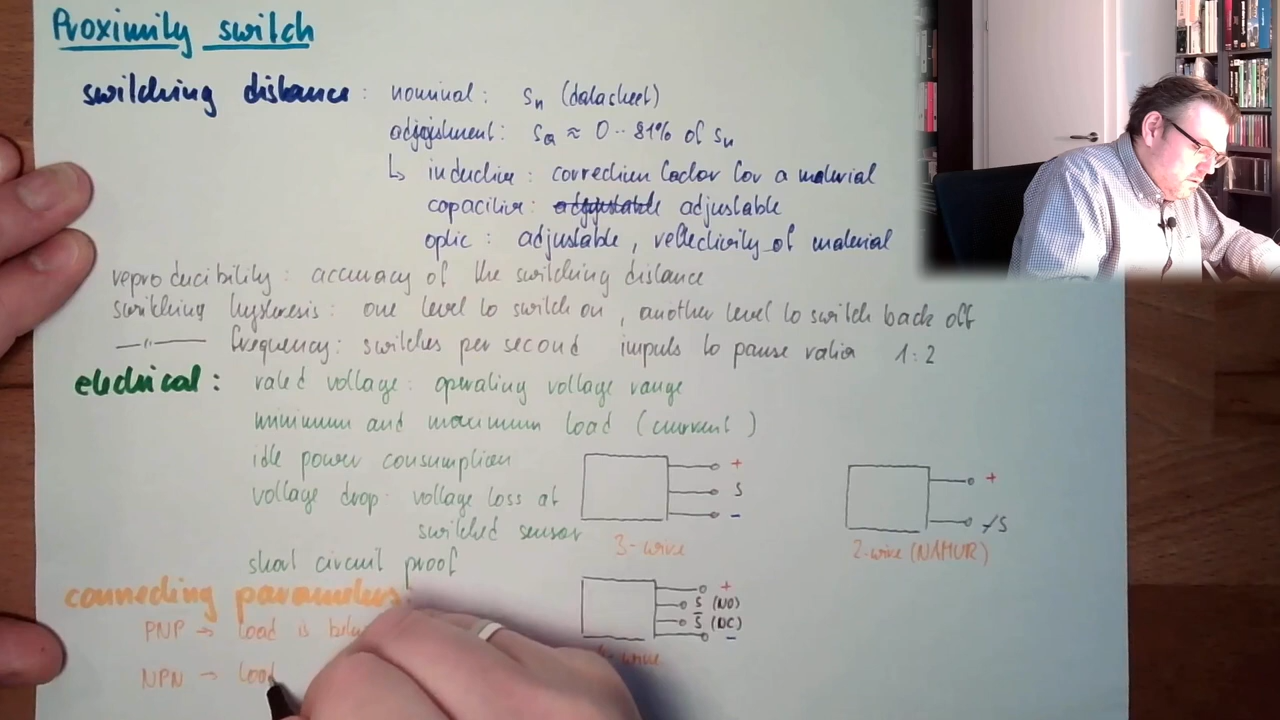 Proximity switch
switching distance: nominal: sn (datasheet)
adjustment: sa ≈ 0..81% of sn
↳ inductive: correction factor for a material
capacitive: adjustable
optic: adjustable, reflectivity of material
reproducibility: accuracy of the switching distance
switching hysteresis: one level to switch on, another level to switch back off
—"— frequency: switches per second impuls to pause ratio 1:2
electrical: rated voltage: operating voltage range
minimum and maximum load (current)
idle power consumption
voltage drop: voltage loss at
switched sensor
short circuit proof
+
S
-
3-wire
+
-/S
2-wire (NAMUR)
+
S (NO)
S̄ (DC)
-
wire
connecting parameters
PNP → Load is
NPN → Load